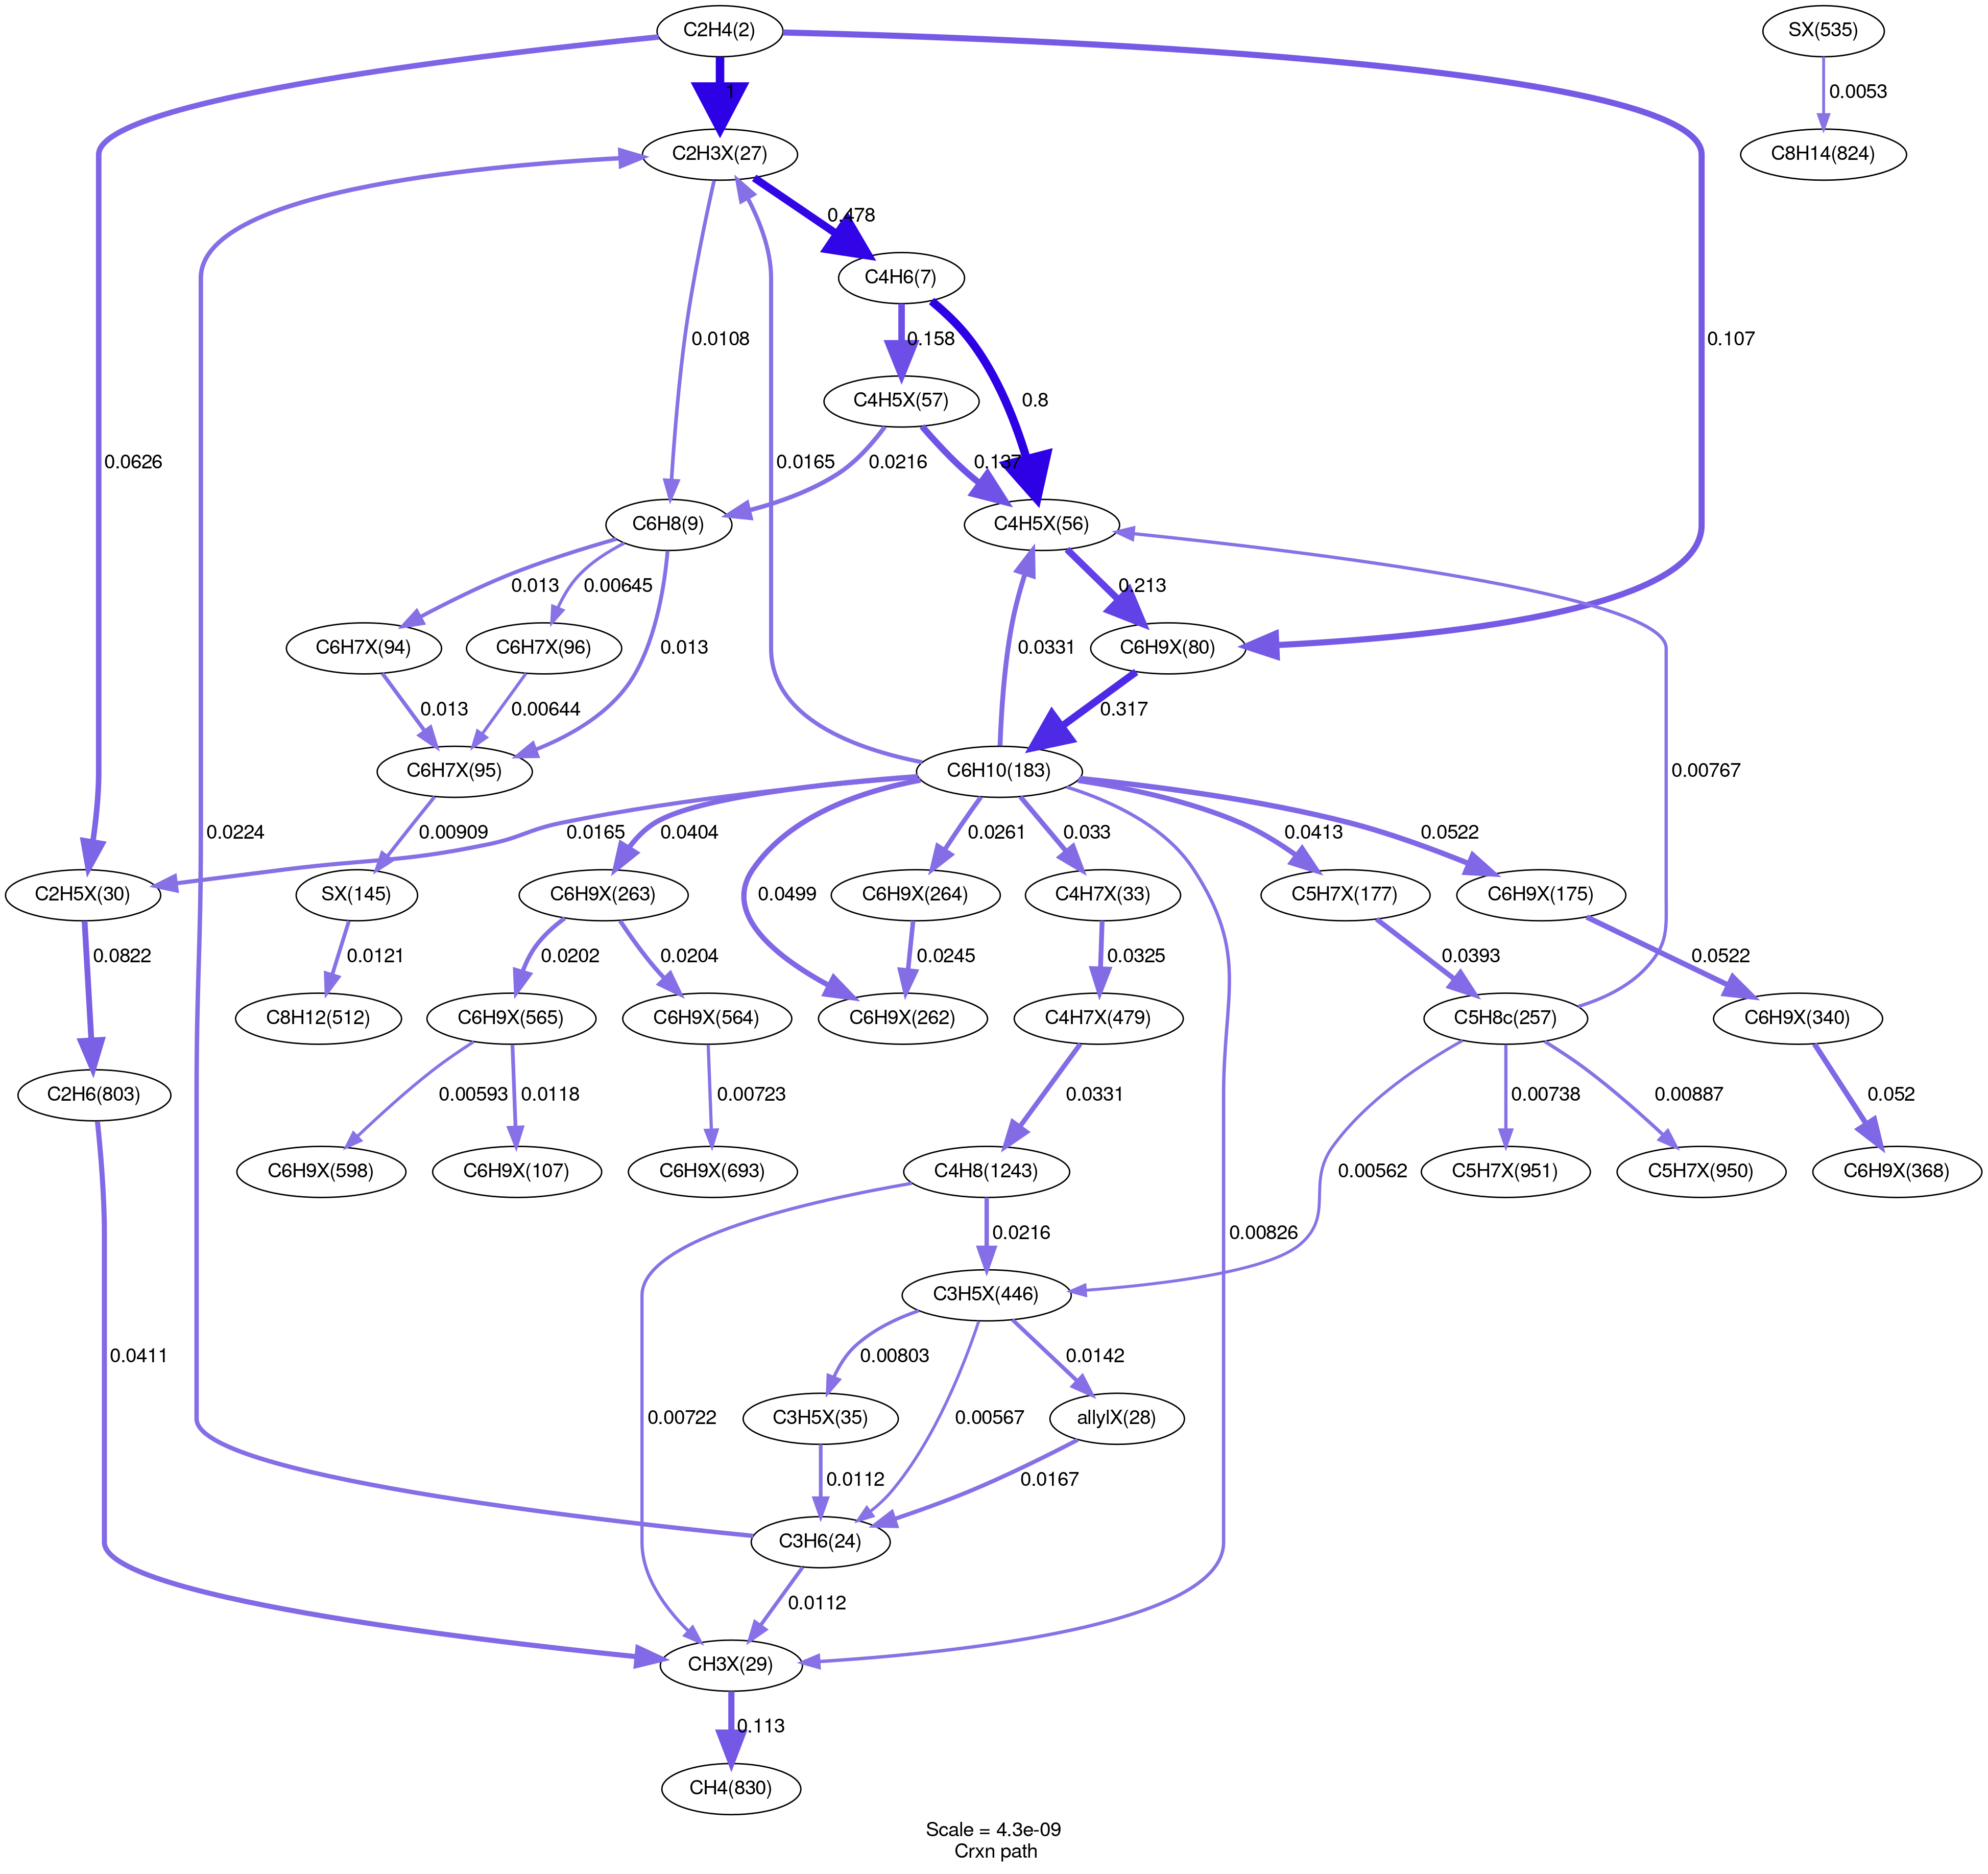 C2H4(2)
SX(535)
1
0.0053
C2H3X(27)
C8H14(824)
0.478
C4H6(7)
0.0108
0.158
0.8
0.107
C4H5X(57)
0.0626
0.0165
0.0216
0.137
C6H8(9)
C4H5X(56)
0.013
0.00645
0.213
C6H7X(94)
C6H7X(96)
0.013
0.0331
C6H9X(80)
0.013
0.00644
0.317
C6H7X(95)
C6H10(183)
0.00767
0.0224
0.00909
0.0165
0.0404
0.0261
0.033
0.0413
0.0522
C2H5X(30)
SX(145)
C6H9X(263)
0.0499
C6H9X(264)
C4H7X(33)
C5H7X(177)
C6H9X(175)
0.0822
0.0121
0.0202
0.0204
0.0245
0.0325
0.0393
0.0522
C8H12(512)
C6H9X(565)
C6H9X(564)
C6H9X(262)
C4H7X(479)
C5H8c(257)
C6H9X(340)
C2H6(803)
0.00593
0.0118
0.00723
0.0331
0.00738
0.00887
0.052
C6H9X(598)
C6H9X(107)
C6H9X(693)
C4H8(1243)
0.00562
C5H7X(951)
C5H7X(950)
C6H9X(368)
0.0216
0.00826
C3H5X(446)
0.0411
0.00722
0.00803
0.0142
C3H5X(35)
0.00567
allylX(28)
0.0112
0.0167
C3H6(24)
0.0112
CH3X(29)
0.113
CH4(830)
Scale = 4.3e-09
Crxn path